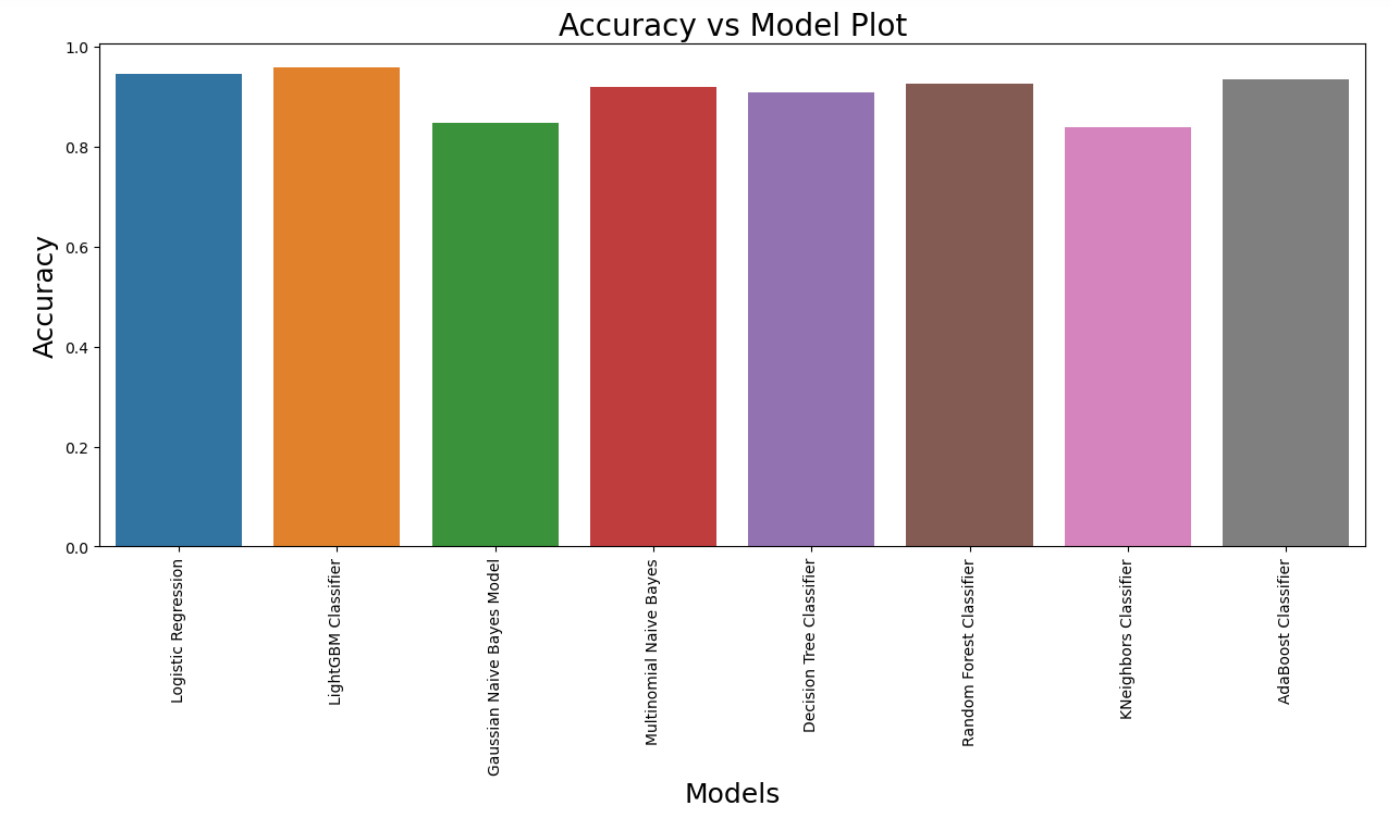 Accuracy vs Model Plot
Accuracy
1.0
0.8
0.6
0.4
0.2
0.0
Logistic Regression
LightGBM Classifier
Gaussian Naive Bayes Model
Multinomial Naive Bayes
Decision Tree Classifier
Random Forest Classifier
KNeighbors Classifier
AdaBoost Classifier
Models